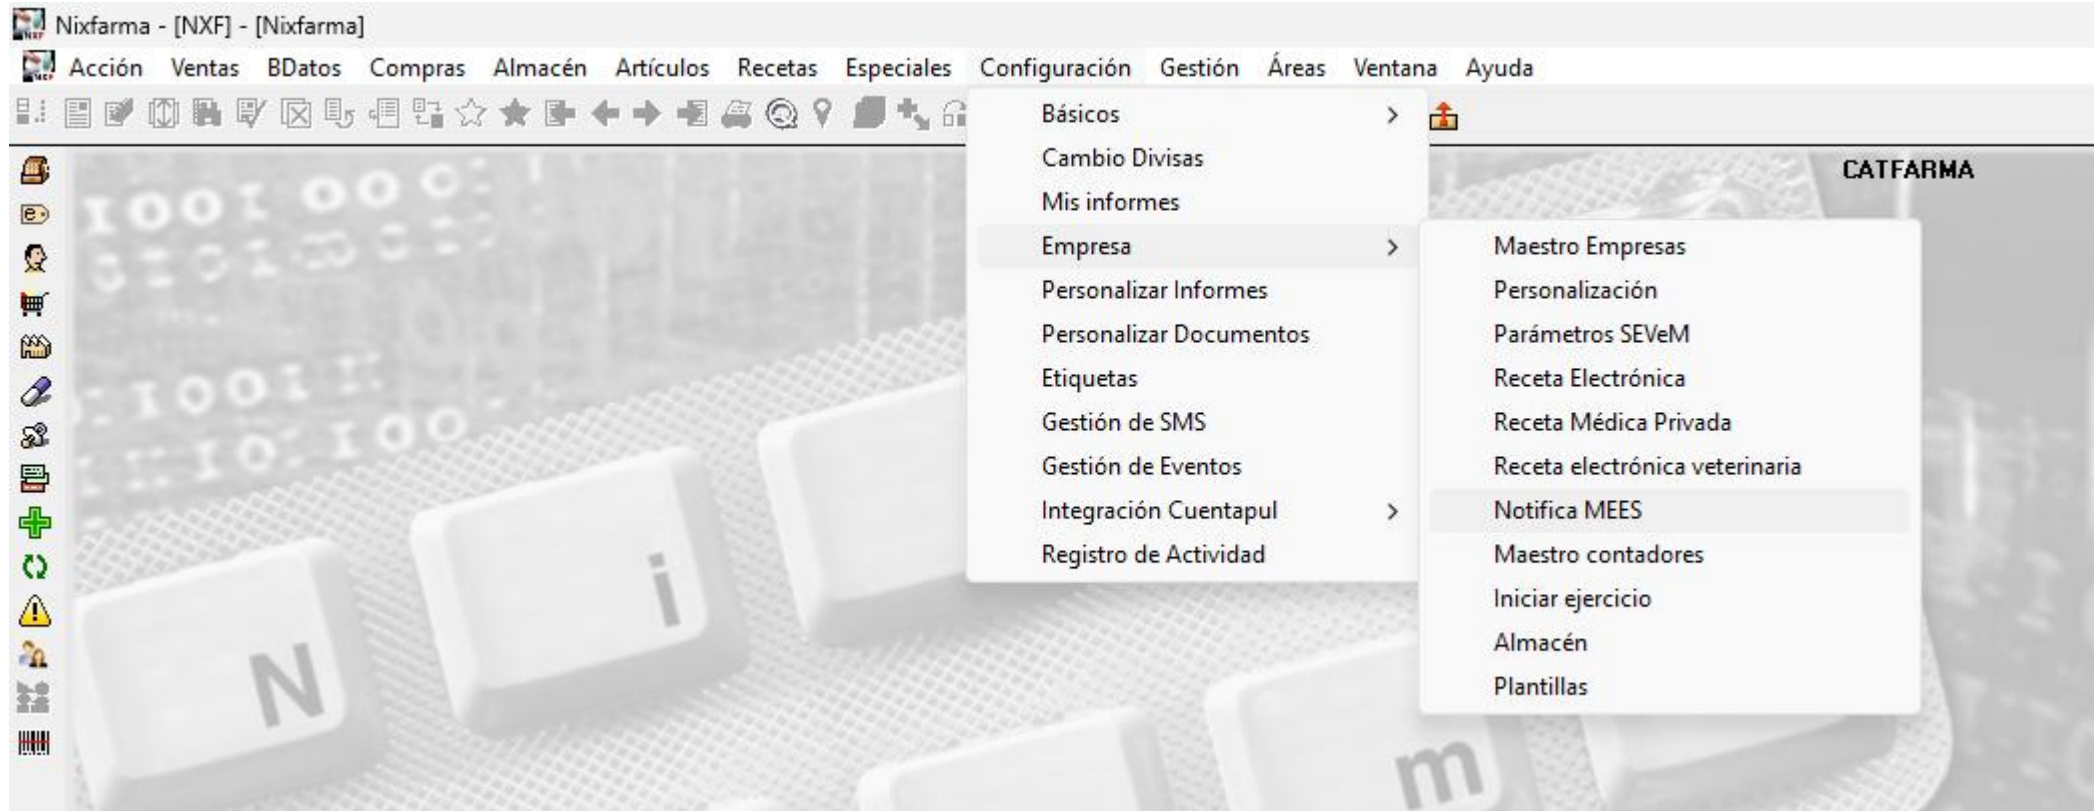 Nixfarma - [NXF] - [Nixfarma]
Acción Ventas BDatos Compras Almacén Artículos Recetas Especiales Configuración Gestión Áreas Ventana Ayuda
CATFARMA
Básicos
Cambio Divisas
Mis informes
Empresa
Personalizar Informes
Personalizar Documentos
Etiquetas
Gestión de SMS
Gestión de Eventos
Integración Cuentapul
Registro de Actividad
Maestro Empresas
Personalización
Parámetros SEVeM
Receta Electrónica
Receta Médica Privada
Receta electrónica veterinaria
Notifica MEES
Maestro contadores
Iniciar ejercicio
Almacén
Plantillas
N i
m